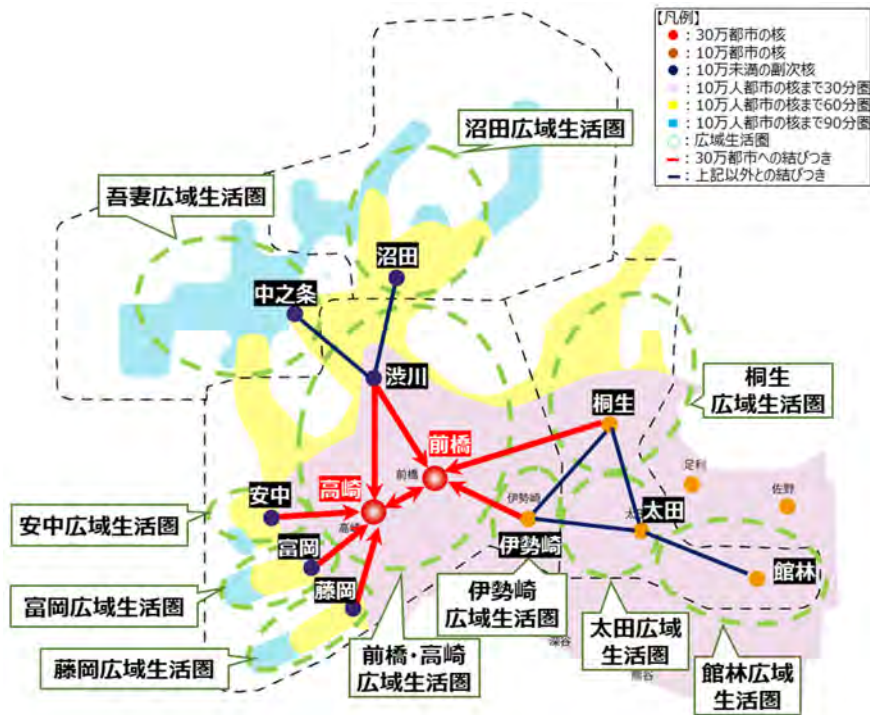 【凡例】
●：30万都市の核
●：10万都市の核
●：10万未満の副次核
■：10万人都市の核まで30分圏
■：10万人都市の核まで60分圏
■：10万人都市の核まで90分圏
○：広域生活圏
ー：30万都市への結びつき
ー：上記以外との結びつき
沼田広域生活圏
吾妻広域生活圏
沼田
中之条
渋川
桐生
広域生活圏
桐生
前橋
前橋
足利
高崎
高崎
安中
伊勢崎
太田
佐野
安中広域生活圏
富岡
伊勢崎
館林
藤岡
富岡広域生活圏
伊勢崎
広域生活圏
太田広域
生活圏
藤岡広域生活圏
前橋・高崎
広域生活圏
深谷
熊谷
館林広域
生活圏